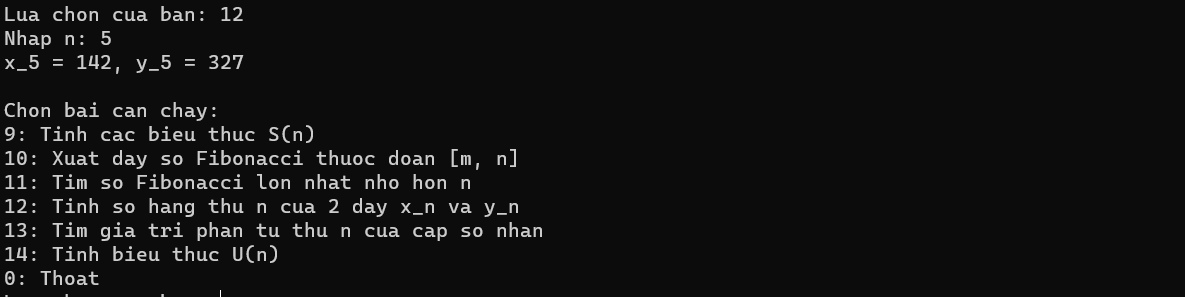 Lua chon cua ban: 12
Nhap n: 5
x_5 = 142, y_5 = 327
Chon bai can chay:
9: Tinh cac bieu thuc S(n)
10: Xuat day so Fibonacci thuoc doan [m, n]
11: Tim so Fibonacci lon nhat nho hon n
12: Tinh so hang thu n cua 2 day x_n va y_n
13: Tim gia tri phan tu thu n cua cap so nhan
14: Tinh bieu thuc U(n)
0: Thoat